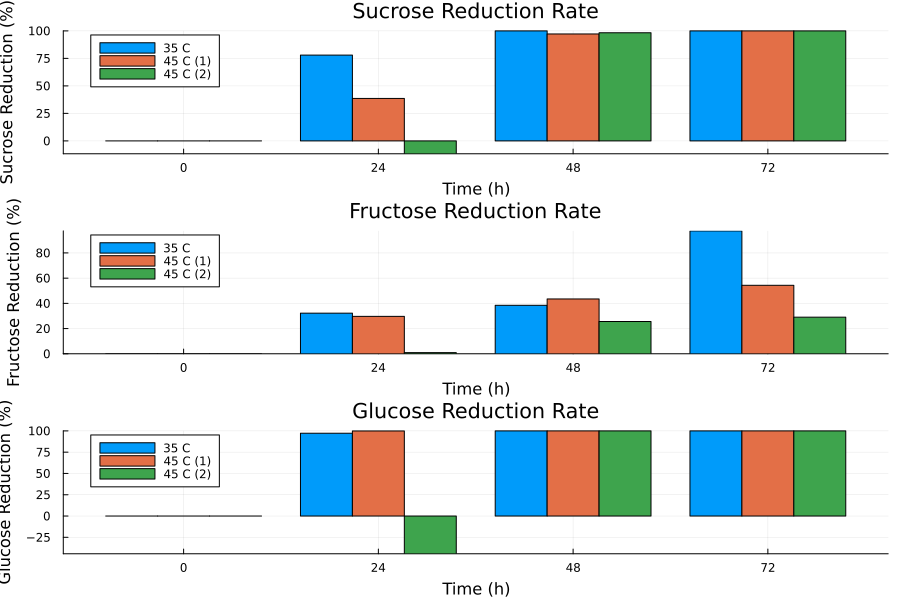 Sucrose Reduction Rate
Sucrose Reduction (%)
100
75
50
25
0
35 C
45 C (1)
45 C (2)
0 24 48 72
Time (h)
Fructose Reduction Rate
Fructose Reduction (%)
80
60
40
20
0
35 C
45 C (1)
45 C (2)
0 24 48 72
Time (h)
Glucose Reduction Rate
Glucose Reduction (%)
100
75
50
25
0
−25
35 C
45 C (1)
45 C (2)
0 24 48 72
Time (h)